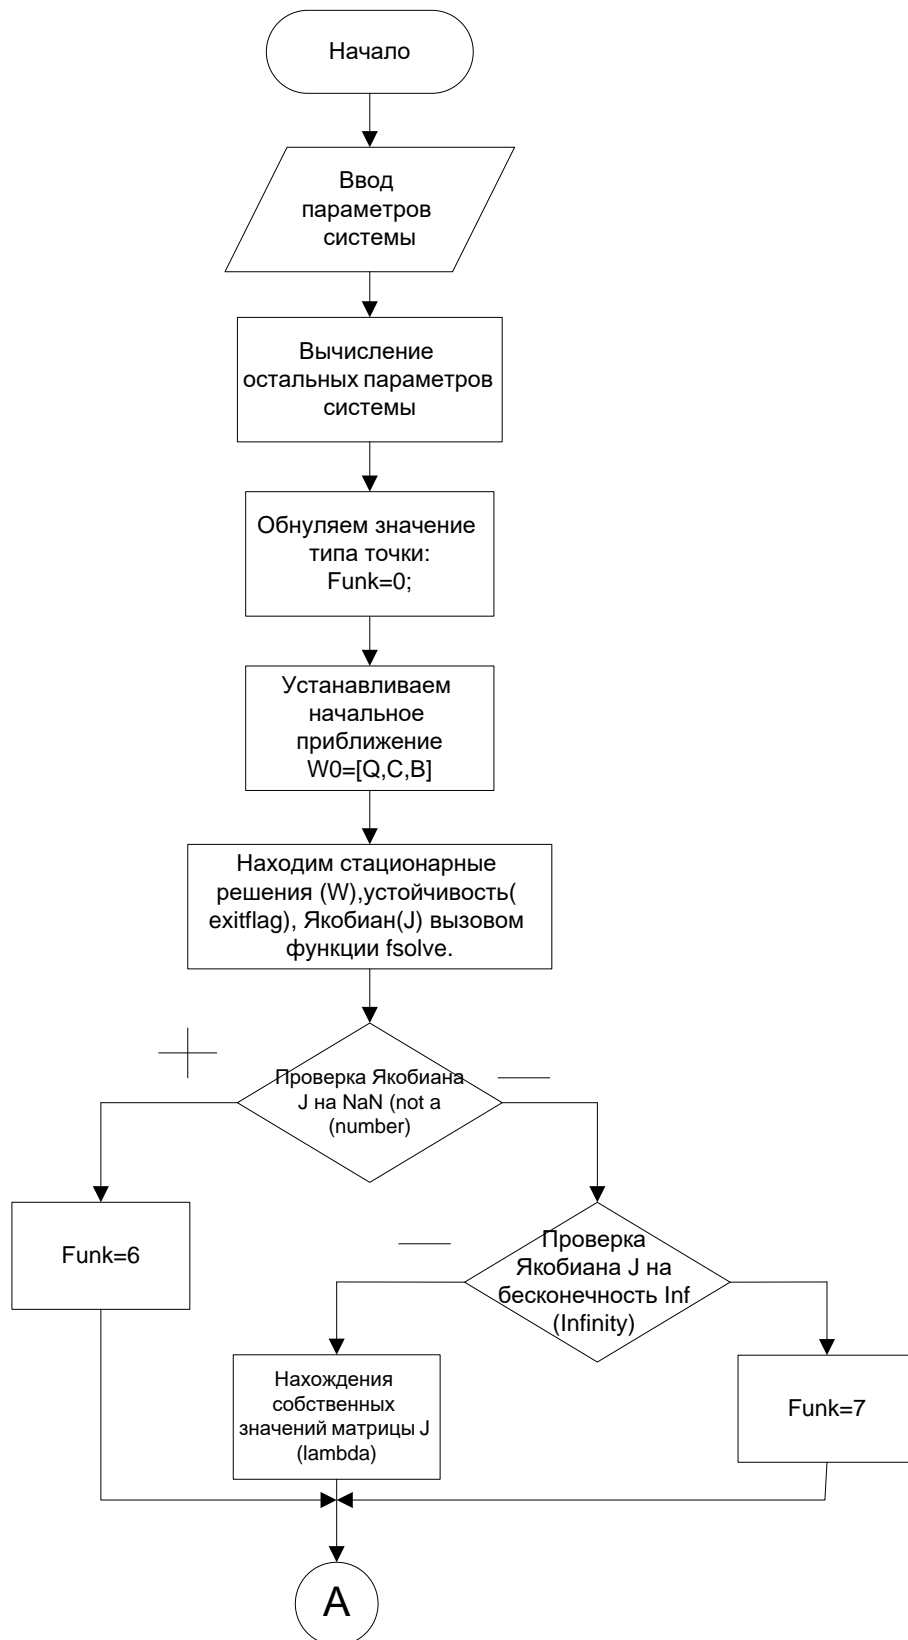 Начало
Ввод
параметров
системы
Вычисление
остальных параметров
системы
Обнуляем значение
типа точки:
Funk=0;
Устанавливаем
начальное
приближение
W0=[Q,C,B]
Находим стационарные
решения (W),устойчивость(
exitflag), Якобиан(J) вызовом
функции fsolve.
Проверка Якобиана
J на NaN (not a
(number)
Funk=6
Проверка
Якобиана J на
бесконечность Inf
(Infinity)
Нахождения
собственных
значений матрицы J
(lambda)
Funk=7
A